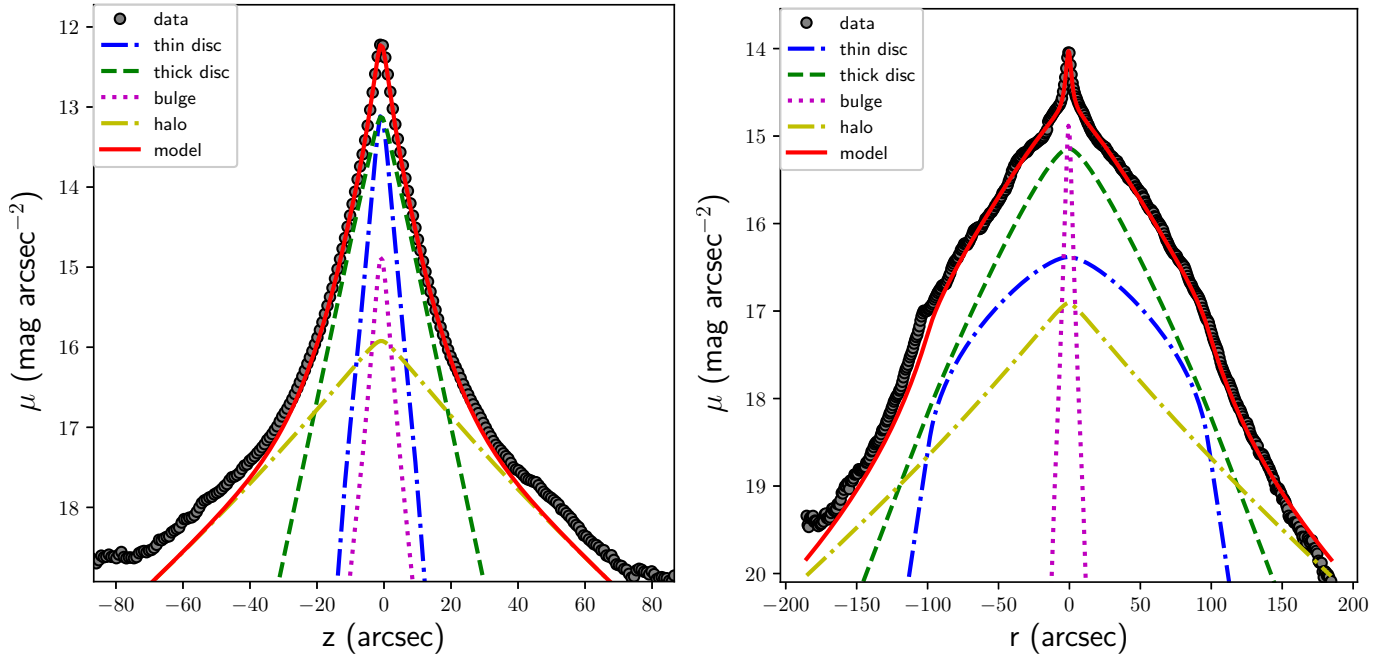 data
thin disc
thick disc
bulge
halo
model
12
13
14
15
16
17
18
μ (mag arcsec⁻²)
−80 −60 −40 −20 0 20 40 60 80
z (arcsec)
data
thin disc
thick disc
bulge
halo
model
14
15
16
17
18
19
20
μ (mag arcsec⁻²)
−200 −150 −100 −50 0 50 100 150 200
r (arcsec)